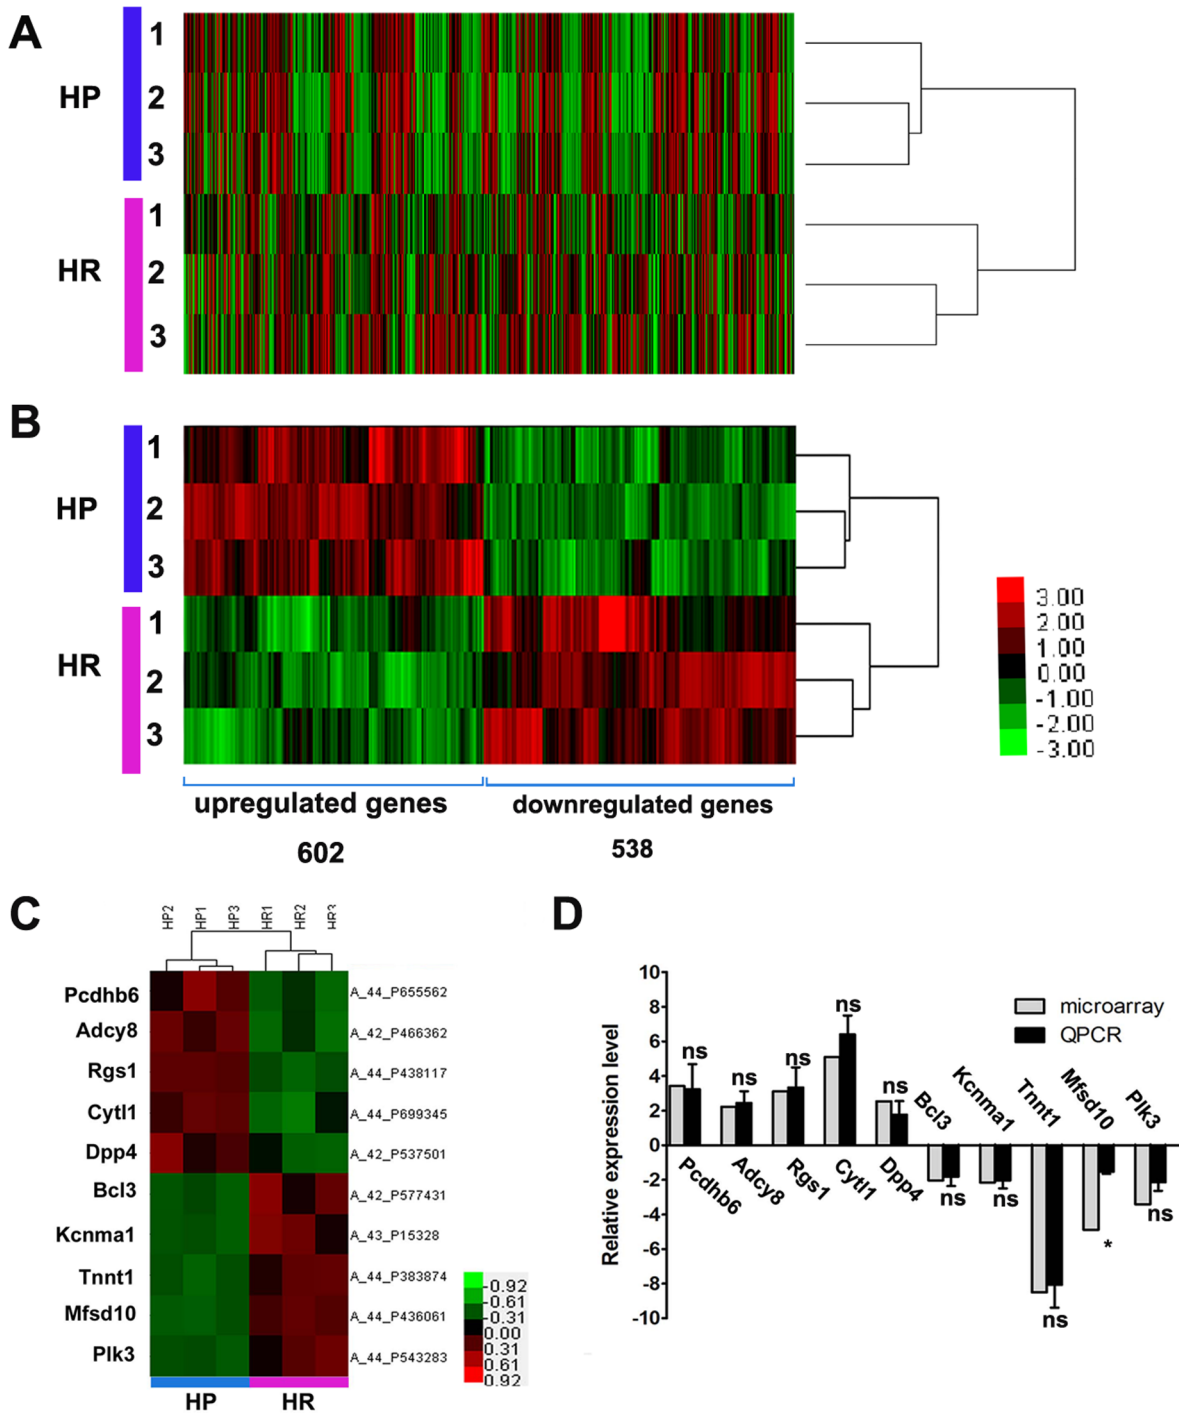 A
HP
1
2
3
HR
1
2
3
B
HP
1
2
3
HR
1
2
3
3.00
2.00
1.00
0.00
-1.00
-2.00
-3.00
upregulated genes
downregulated genes
602
538
C
HP2
HP1
HP3
HR1
HR2
HR3
Pcdhb6
A_44_P655562
Adcy8
A_42_P466362
Rgs1
A_44_P438117
Cytl1
A_44_P699345
Dpp4
A_42_P537501
Bcl3
A_42_P577431
Kcnma1
A_43_P15328
Tnnt1
A_44_P383874
Mfsd10
A_44_P436061
Plk3
A_44_P543283
HP
HR
-0.92
-0.61
-0.31
0.00
0.31
0.61
0.92
D
Relative expression level
10
8
6
4
2
0
-2
-4
-6
-8
-10
microarray
QPCR
ns
ns
ns
ns
ns
Bcl3
Kcnma1
Tnnt1
Mfsd10
Plk3
Pcdhb6
Adcy8
Rgs1
Cytl1
Dpp4
ns
ns
ns
*
ns